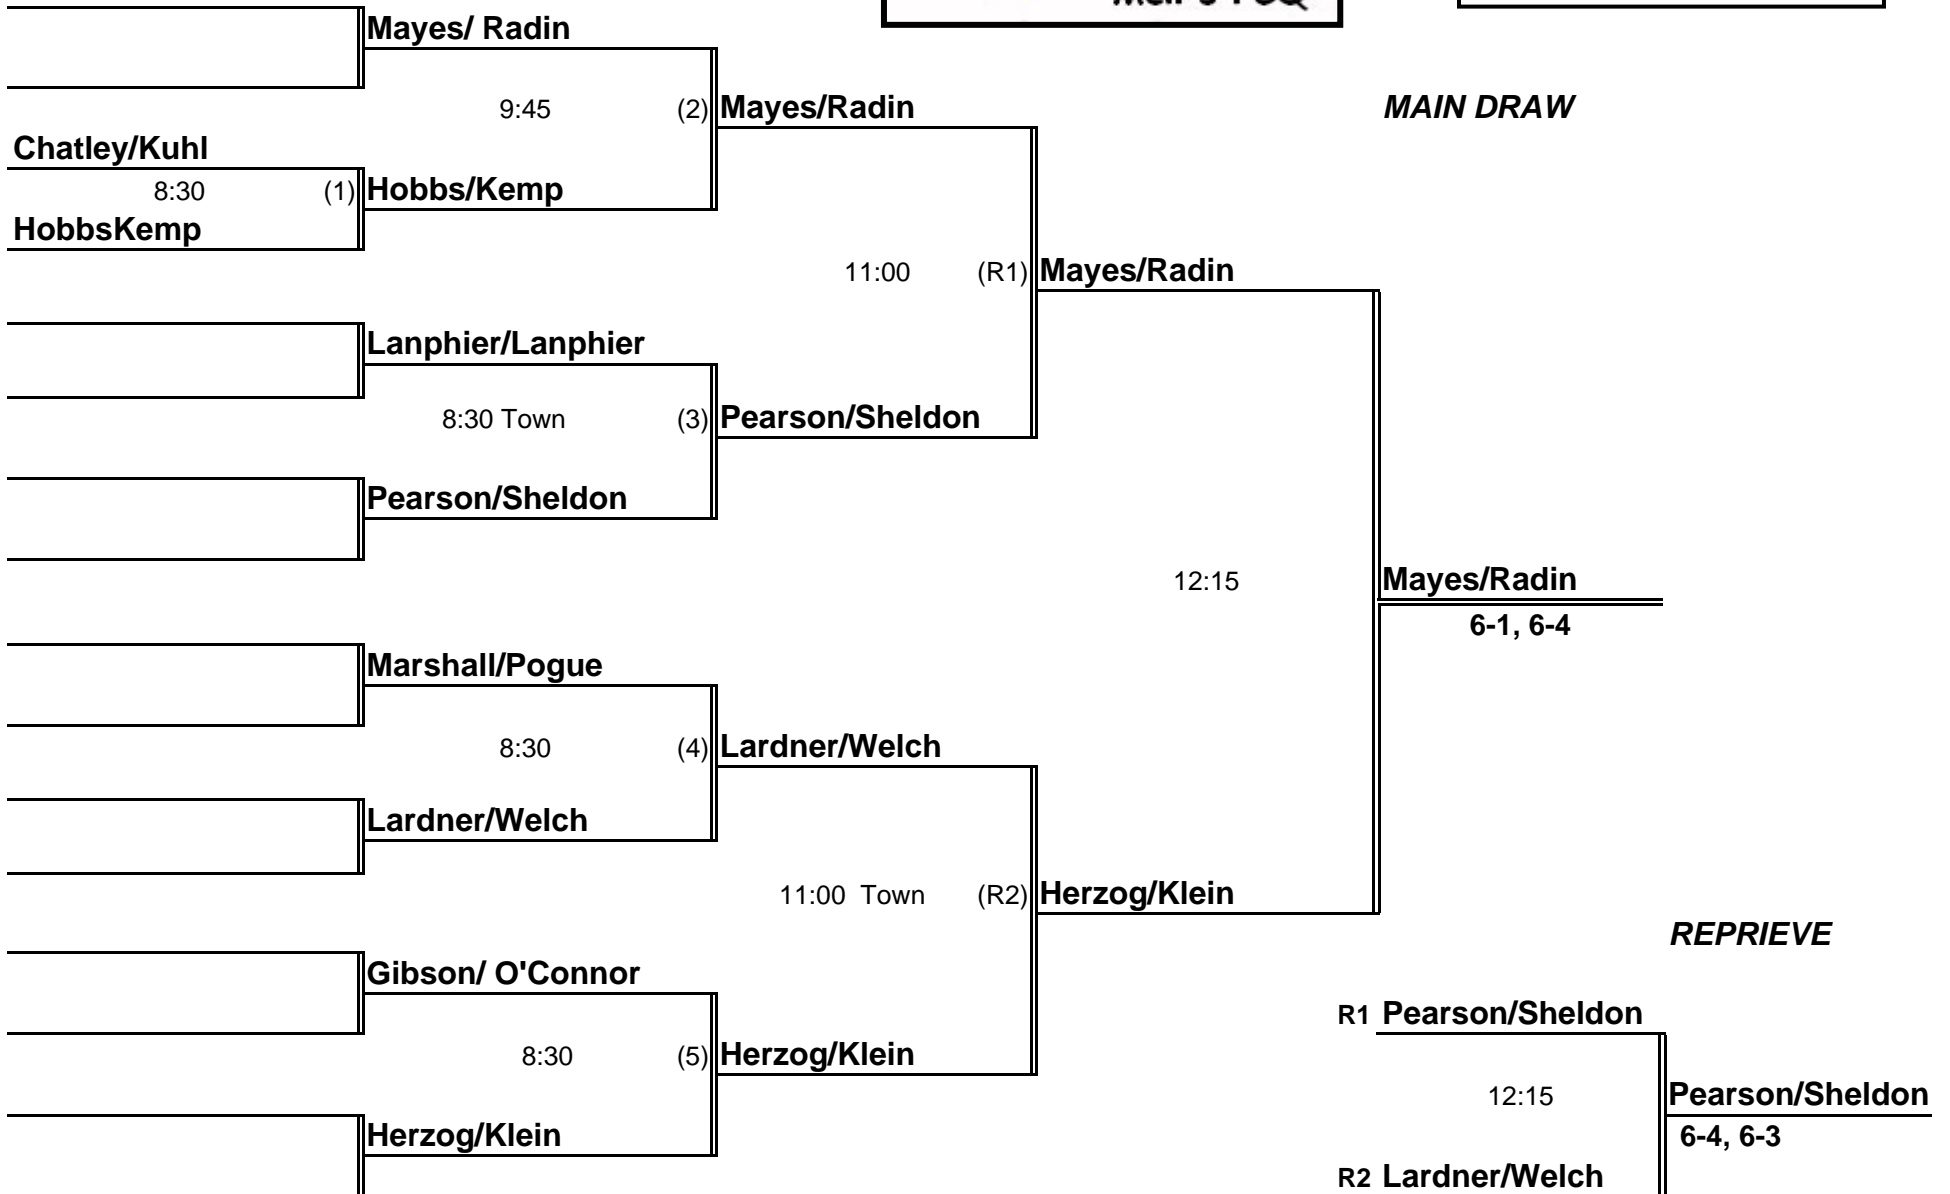 Mayes/ Radin
9:45 (2) Mayes/Radin MAIN DRAW
Chatley/Kuhl
8:30 (1) Hobbs/Kemp
HobbsKemp
11:00 (R1) Mayes/Radin
Lanphier/Lanphier
8:30 Town (3) Pearson/Sheldon
Pearson/Sheldon
12:15 Mayes/Radin
6-1, 6-4
Marshall/Pogue
8:30 (4) Lardner/Welch
Lardner/Welch
11:00 Town (R2) Herzog/Klein
REPRIEVE
Gibson/ O'Connor
R1 Pearson/Sheldon
8:30 (5) Herzog/Klein
12:15 Pearson/Sheldon
Herzog/Klein
6-4, 6-3
R2 Lardner/Welch